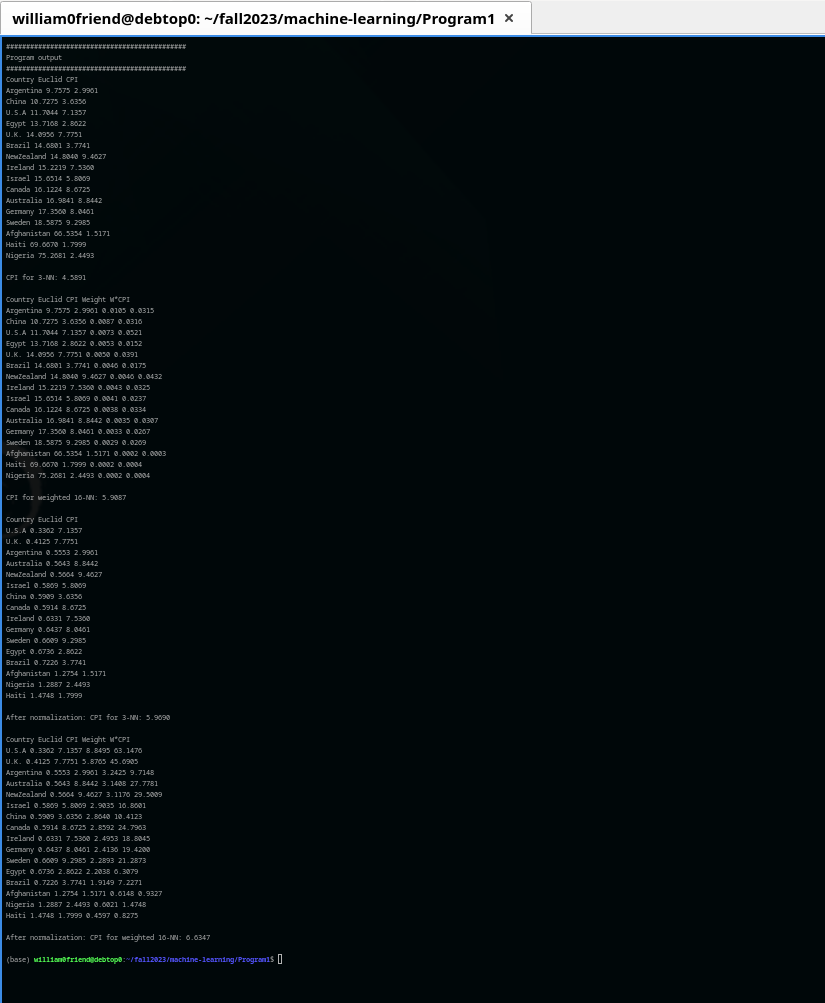 william0friend@debtop0: ~/fall2023/machine-learning/Program1 ×
#############################################
Program output
#############################################
Country Euclid CPI
Argentina 9.7575 2.9961
China 10.7275 3.6356
U.S.A 11.7044 7.1357
Egypt 13.7168 2.8622
U.K. 14.0956 7.7751
Brazil 14.6801 3.7741
NewZealand 14.8040 9.4627
Ireland 15.2219 7.5360
Israel 15.6514 5.8069
Canada 16.1224 8.6725
Australia 16.9841 8.8442
Germany 17.3560 8.0461
Sweden 18.5875 9.2985
Afghanistan 66.5354 1.5171
Haiti 69.6670 1.7999
Nigeria 75.2681 2.4493
CPI for 3-NN: 4.5891
Country Euclid CPI Weight W*CPI
Argentina 9.7575 2.9961 0.0105 0.0315
China 10.7275 3.6356 0.0087 0.0316
U.S.A 11.7044 7.1357 0.0073 0.0521
Egypt 13.7168 2.8622 0.0053 0.0152
U.K. 14.0956 7.7751 0.0050 0.0391
Brazil 14.6801 3.7741 0.0046 0.0175
NewZealand 14.8040 9.4627 0.0046 0.0432
Ireland 15.2219 7.5360 0.0043 0.0325
Israel 15.6514 5.8069 0.0041 0.0237
Canada 16.1224 8.6725 0.0038 0.0334
Australia 16.9841 8.8442 0.0035 0.0307
Germany 17.3560 8.0461 0.0033 0.0267
Sweden 18.5875 9.2985 0.0029 0.0269
Afghanistan 66.5354 1.5171 0.0002 0.0003
Haiti 69.6670 1.7999 0.0002 0.0004
Nigeria 75.2681 2.4493 0.0002 0.0004
CPI for weighted 16-NN: 5.9087
Country Euclid CPI
U.S.A 0.3362 7.1357
U.K. 0.4125 7.7751
Argentina 0.5553 2.9961
Australia 0.5643 8.8442
NewZealand 0.5664 9.4627
Israel 0.5869 5.8069
China 0.5909 3.6356
Canada 0.5914 8.6725
Ireland 0.6331 7.5360
Germany 0.6437 8.0461
Sweden 0.6609 9.2985
Egypt 0.6736 2.8622
Brazil 0.7226 3.7741
Afghanistan 1.2754 1.5171
Nigeria 1.2887 2.4493
Haiti 1.4748 1.7999
After normalization: CPI for 3-NN: 5.9690
Country Euclid CPI Weight W*CPI
U.S.A 0.3362 7.1357 8.8495 63.1476
U.K. 0.4125 7.7751 5.8765 45.6905
Argentina 0.5553 2.9961 3.2425 9.7148
Australia 0.5643 8.8442 3.1408 27.7781
NewZealand 0.5664 9.4627 3.1176 29.5009
Israel 0.5869 5.8069 2.9035 16.8601
China 0.5909 3.6356 2.8640 10.4123
Canada 0.5914 8.6725 2.8592 24.7963
Ireland 0.6331 7.5360 2.4953 18.8045
Germany 0.6437 8.0461 2.4136 19.4200
Sweden 0.6609 9.2985 2.2893 21.2873
Egypt 0.6736 2.8622 2.2038 6.3079
Brazil 0.7226 3.7741 1.9149 7.2271
Afghanistan 1.2754 1.5171 0.6148 0.9327
Nigeria 1.2887 2.4493 0.6021 1.4748
Haiti 1.4748 1.7999 0.4597 0.8275
After normalization: CPI for weighted 16-NN: 6.6347
(base) william0friend@debtop0:~/fall2023/machine-learning/Program1$